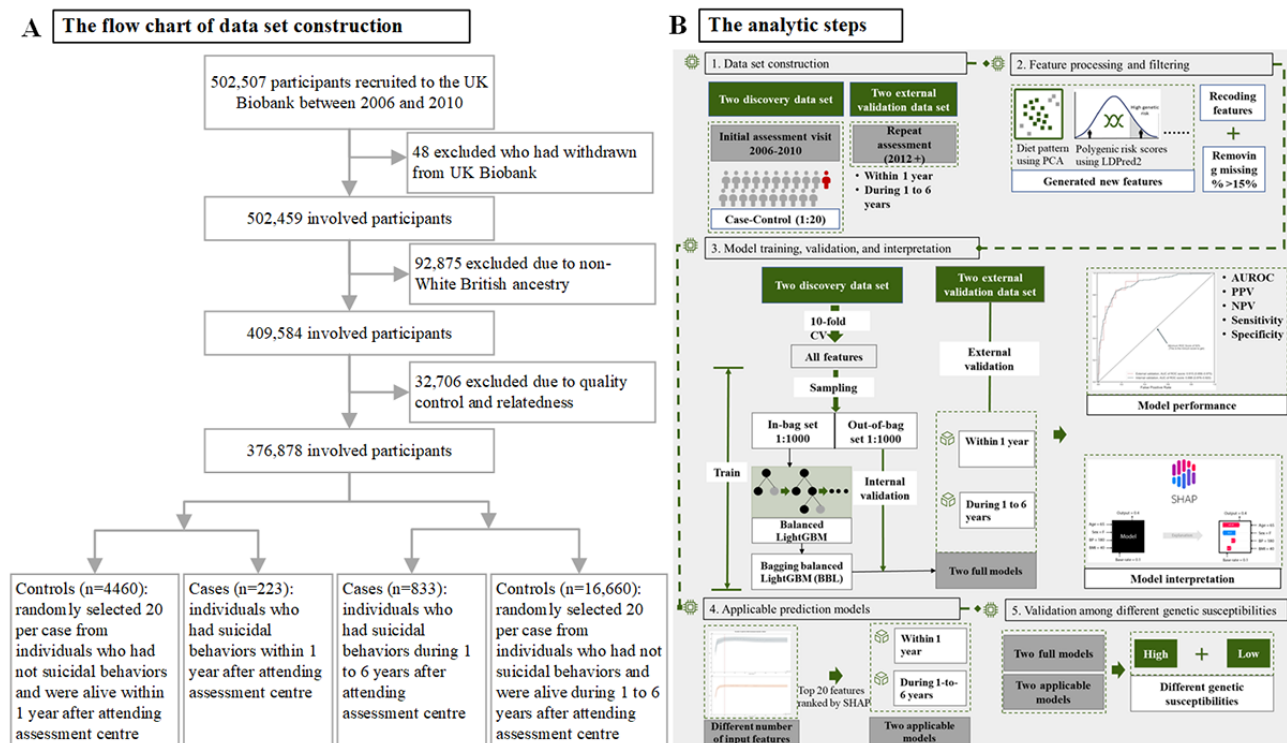 A
The flow chart of data set construction
502,507 participants recruited to the UK
Biobank between 2006 and 2010
48 excluded who had withdrawn
from UK Biobank
502,459 involved participants
92,875 excluded due to non-
White British ancestry
409,584 involved participants
32,706 excluded due to quality
control and relatedness
376,878 involved participants
Controls (n=4460):
randomly selected 20
per case from
individuals who had
not suicidal behaviors
and were alive within
1 year after attending
assessment centre
Cases (n=223):
individuals who
had suicidal
behaviors within 1
year after attending
assessment centre
Cases (n=833):
individuals who
had suicidal
behaviors during 1
to 6 years after
attending
assessment centre
Controls (n=16,660):
randomly selected 20
per case from
individuals who had not
suicidal behaviors and
were alive during 1 to 6
years after attending
assessment centre
B
The analytic steps
1. Data set construction
Two discovery data set
Two external
validation data set
Initial assessment visit
2006-2010
Repeat
assessment
(2012 +)
• Within 1 year
• During 1 to 6
years
Case-Control (1:20)
2. Feature processing and filtering
High genetic
risk
Diet pattern
using PCA
Polygenic risk scores
using LDPred2
......
Generated new features
Recoding
features
+
Removin
g missing
% >15%
3. Model training, validation, and interpretation
Two discovery data set
10-fold
CV
All features
Sampling
In-bag set
1:1000
Out-of-bag
set 1:1000
Train
Internal
validation
Balanced
LightGBM
Bagging balanced
LightGBM (BBL)
Two external
validation data set
External
validation
Within 1 year
During 1 to 6
years
Two full models
• AUROC
• PPV
• NPV
• Sensitivity
• Specificity
Model performance
SHAP
Output = 0.4
Model
Output = 0.4
Model interpretation
4. Applicable prediction models
Different number
of input features
Top 20 features
ranked by SHAP
Within 1
year
During 1-to-
6 years
Two applicable
models
5. Validation among different genetic susceptibilities
Two full models
Two applicable
models
High
+
Low
Different genetic
susceptibilities